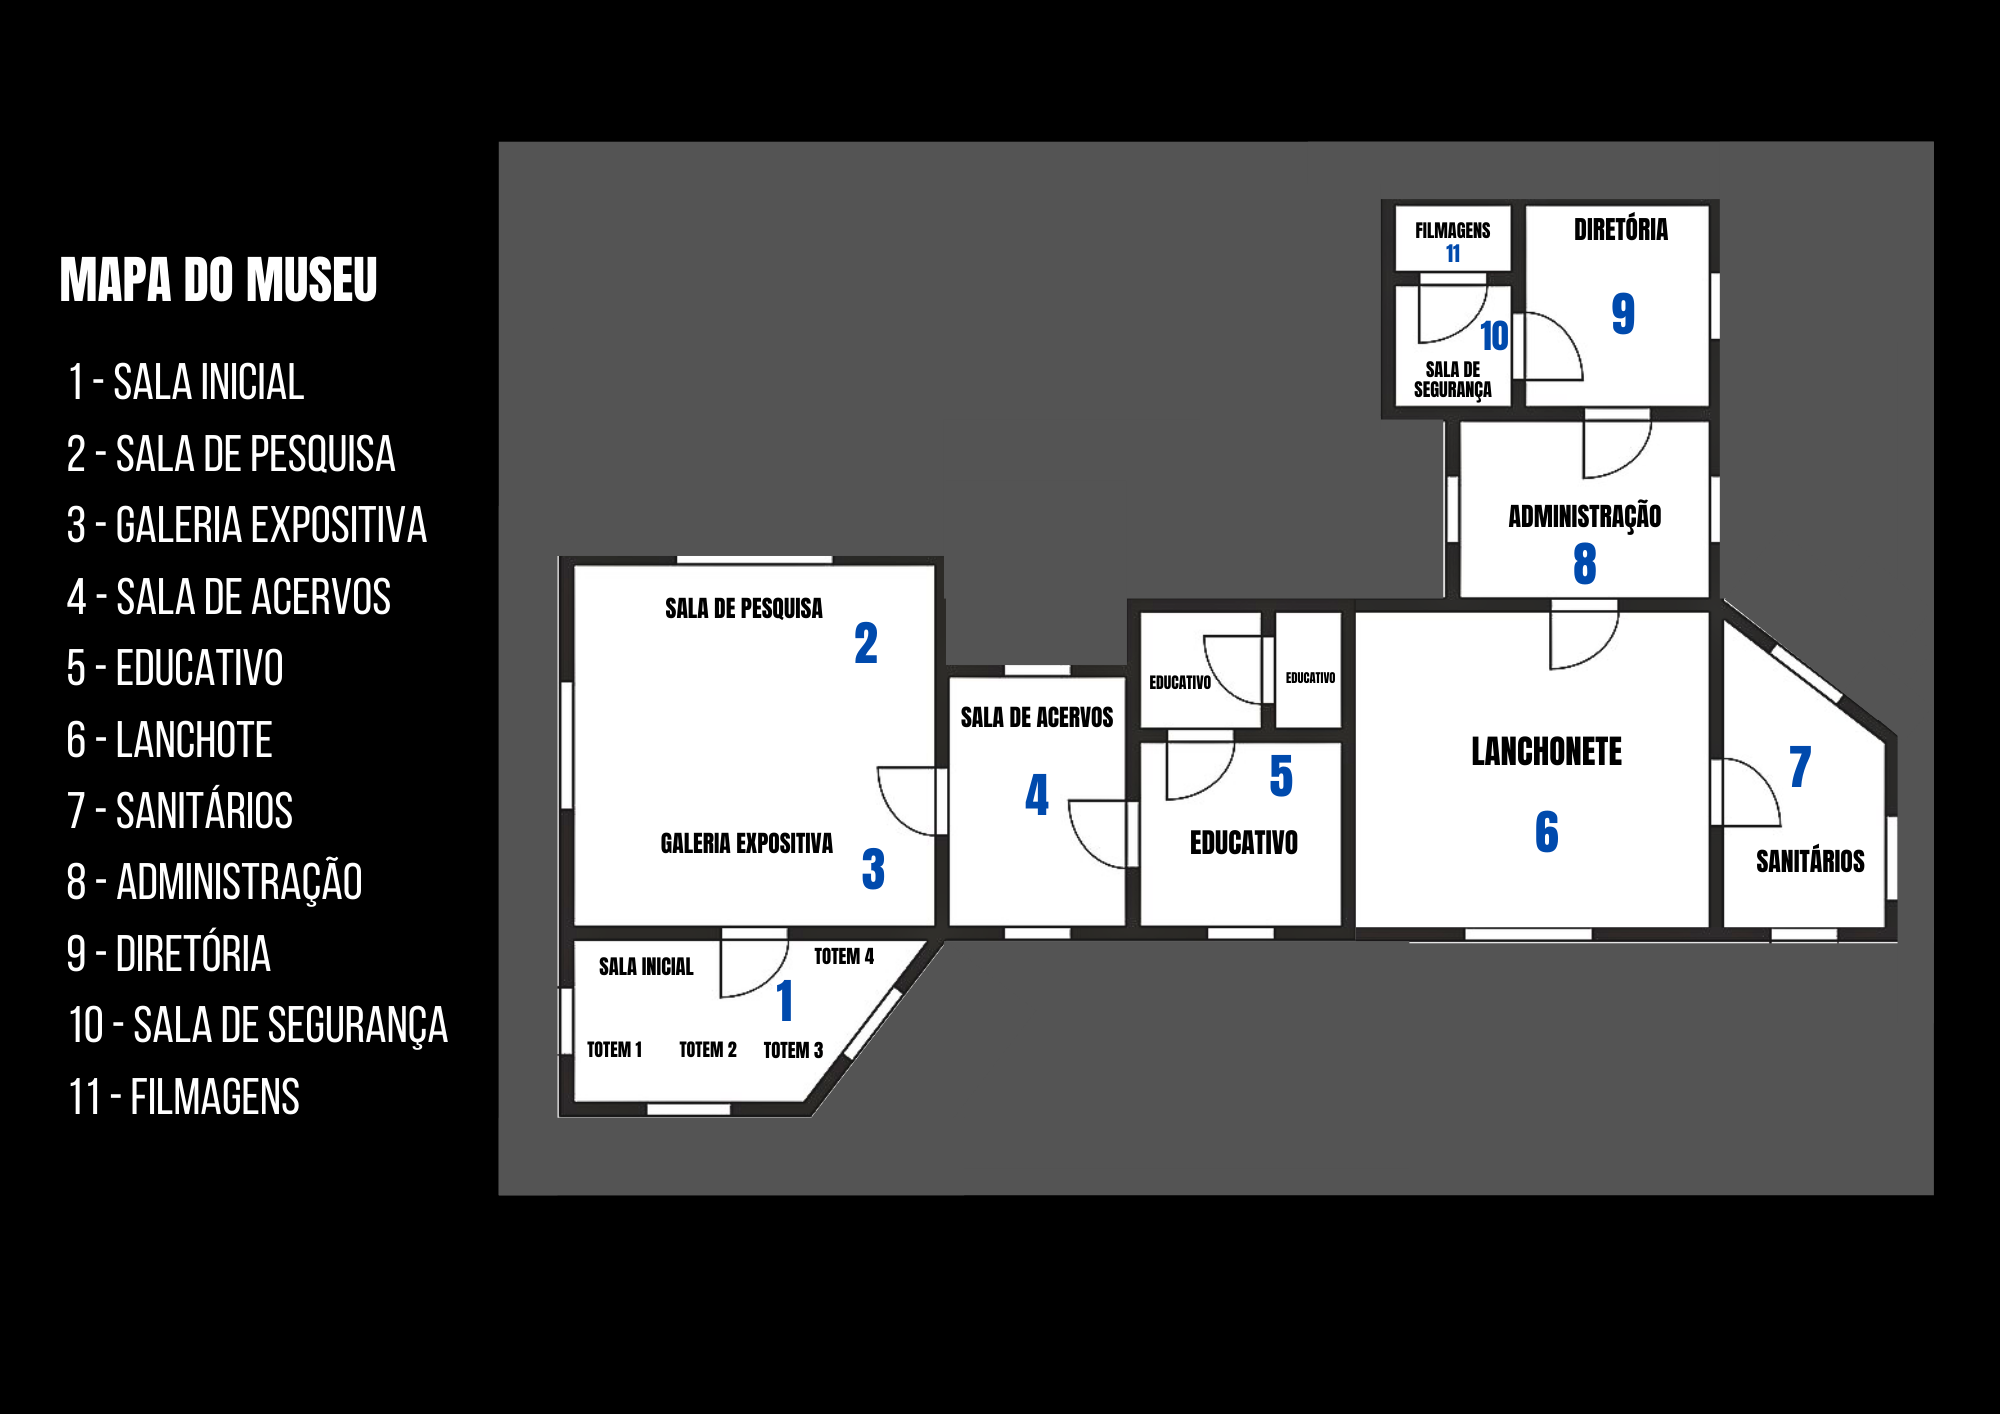 MAPA DO MUSEU
1 - SALA INICIAL
2 - SALA DE PESQUISA
3 - GALERIA EXPOSITIVA
4 - SALA DE ACERVOS
5 - EDUCATIVO
6 - LANCHOTE
7 - SANITÁRIOS
8 - ADMINISTRAÇÃO
9 - DIRETÓRIA
10 - SALA DE SEGURANÇA
11 - FILMAGENS
FILMAGENS
11
DIRETÓRIA
9
10
SALA DE
SEGURANÇA
ADMINISTRAÇÃO
8
SALA DE PESQUISA
2
GALERIA EXPOSITIVA
3
SALA DE ACERVOS
4
EDUCATIVO
EDUCATIVO
5
EDUCATIVO
LANCHONETE
6
7
SANITÁRIOS
SALA INICIAL
TOTEM 4
1
TOTEM 1
TOTEM 2
TOTEM 3